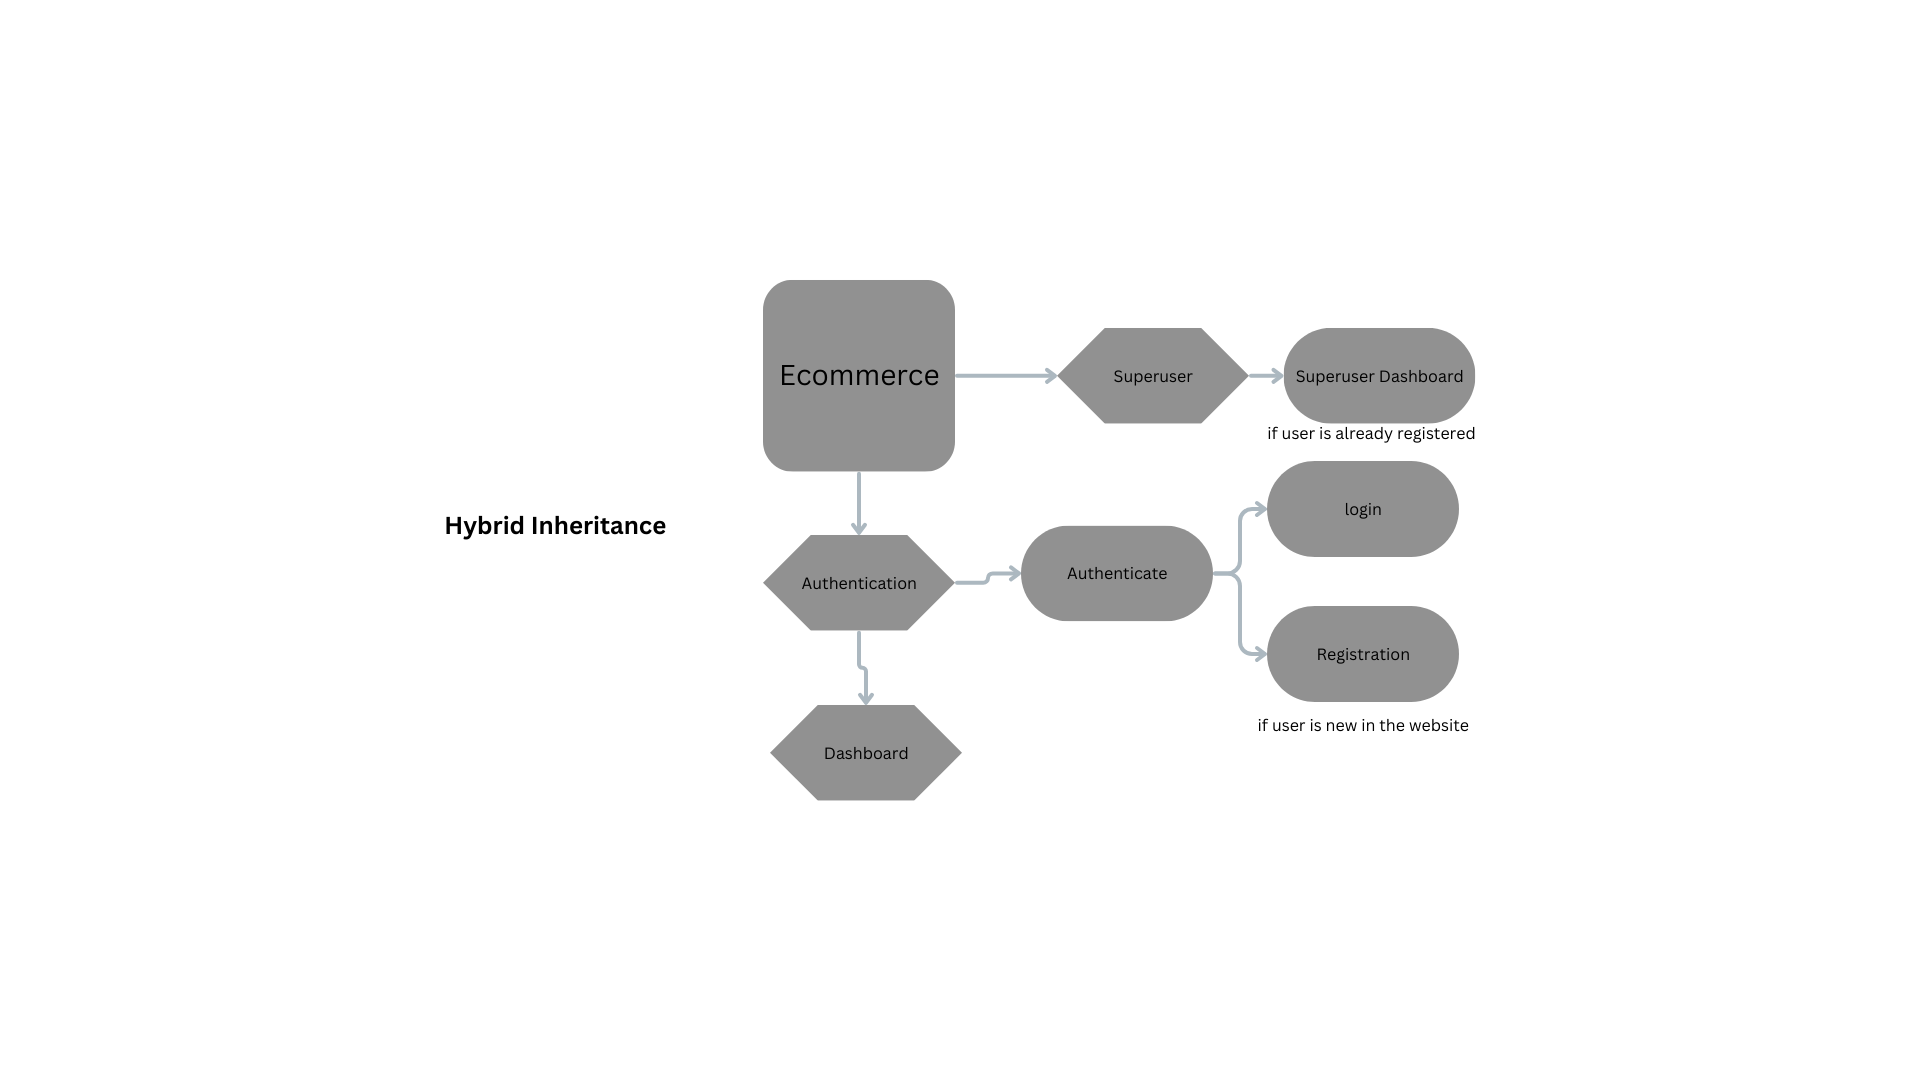 Ecommerce
Superuser
Superuser Dashboard
if user is already registered
login
Hybrid Inheritance
Authentication
Authenticate
Registration
if user is new in the website
Dashboard